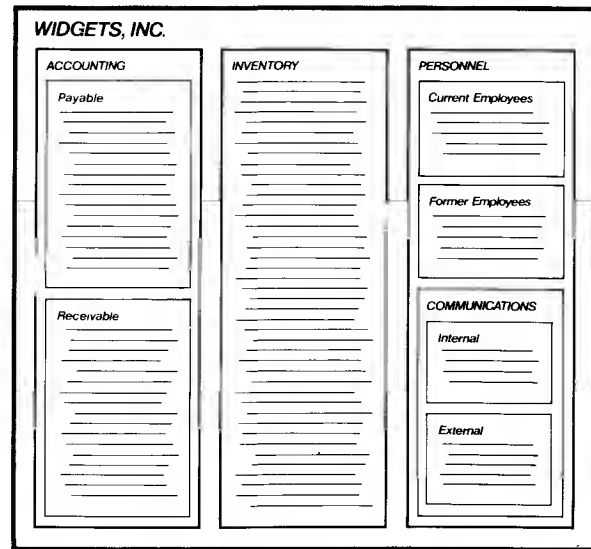 WIDGETS, INC.
ACCOUNTING
Payable
Receivable
INVENTORY
PERSONNEL
Current Employees
Former Employees
COMMUNICATIONS
Internal
External